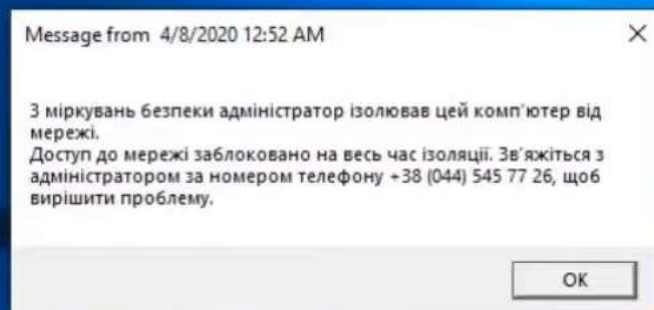 Message from 4/8/2020 12:52 AM
З міркувань безпеки адміністратор ізолював цей комп'ютер від
мережі.
Доступ до мережі заблоковано на весь час ізоляції. Зв'яжіться з
адміністратором за номером телефону +38 (044) 545 77 26, щоб
вирішити проблему.
OK